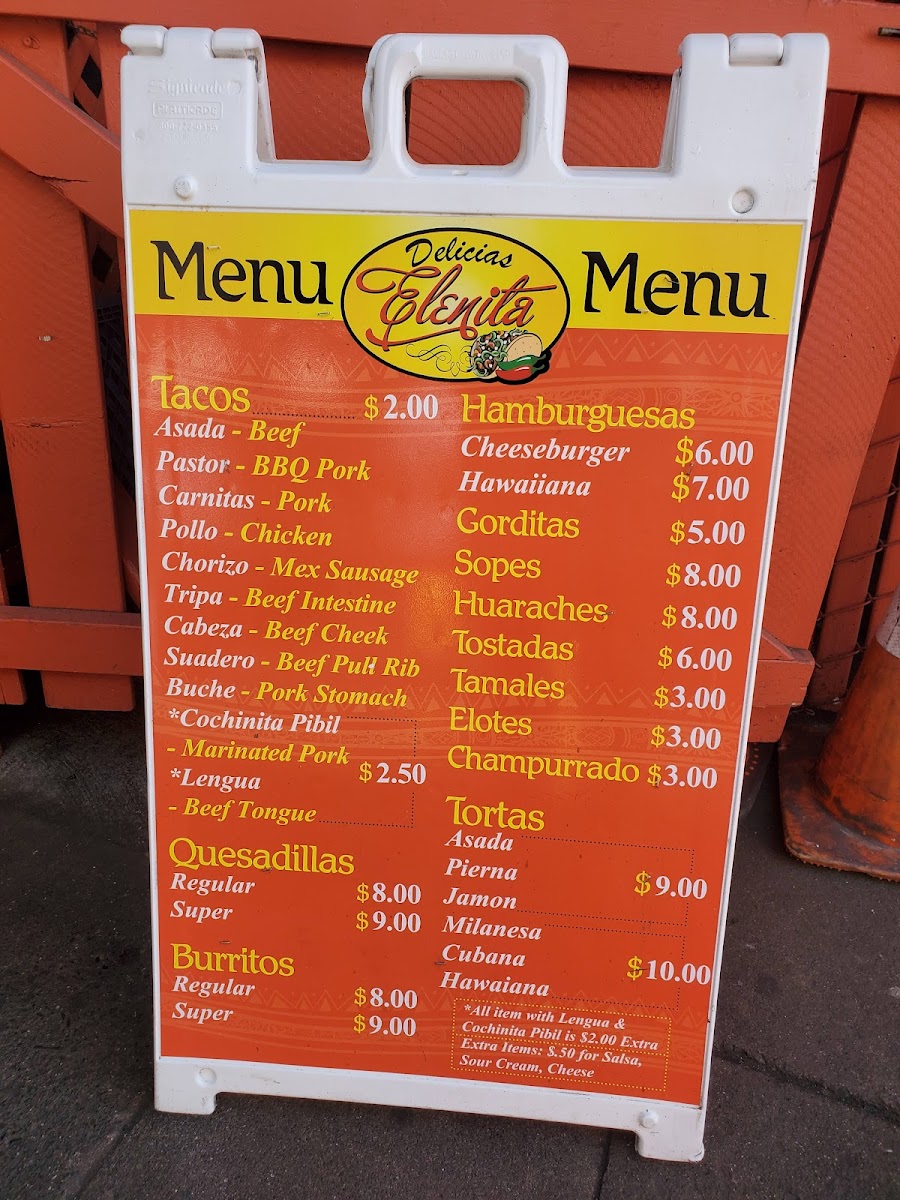 Signicade
PLASTICADE
Menu
Delicias
Elenita
Menu
Tacos $2.00
Asada - Beef
Pastor - BBQ Pork
Carnitas - Pork
Pollo - Chicken
Chorizo - Mex Sausage
Tripa - Beef Intestine
Cabeza - Beef Cheek
Suadero - Beef Pull Rib
Buche - Pork Stomach
*Cochinita Pibil
- Marinated Pork
$2.50
*Lengua
- Beef Tongue
Quesadillas
Regular $8.00
Super $9.00
Burritos
Regular $8.00
Super $9.00
Hamburguesas
Cheeseburger $6.00
Hawaiiana $7.00
Gorditas $5.00
Sopes $8.00
Huaraches $8.00
Tostadas $6.00
Tamales $3.00
Elotes $3.00
Champurrado $3.00
Tortas
Asada
Pierna $9.00
Jamon
Milanesa
Cubana $10.00
Hawaiana
*All item with Lengua &
Cochinita Pibil is $2.00 Extra
Extra Items: $.50 for Salsa,
Sour Cream, Cheese